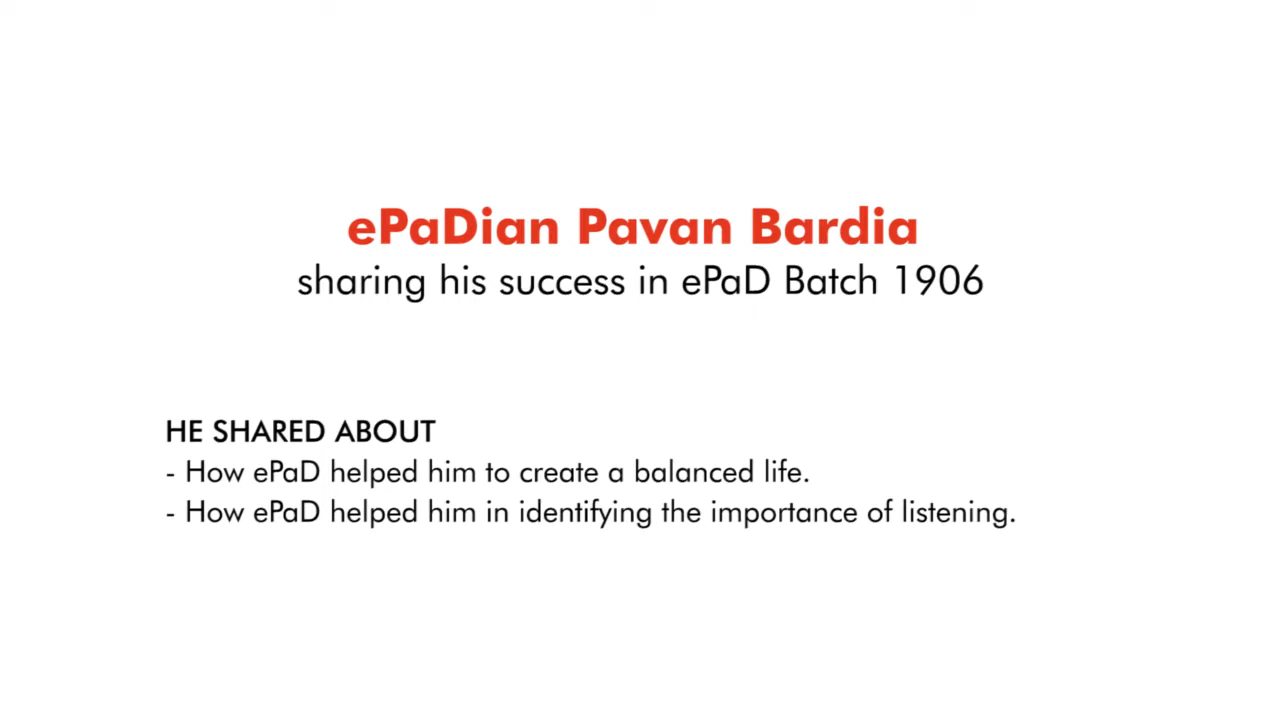 ePaDian Pavan Bardia
sharing his success in ePaD Batch 1906
HE SHARED ABOUT
- How ePaD helped him to create a balanced life.
- How ePaD helped him in identifying the importance of listening.